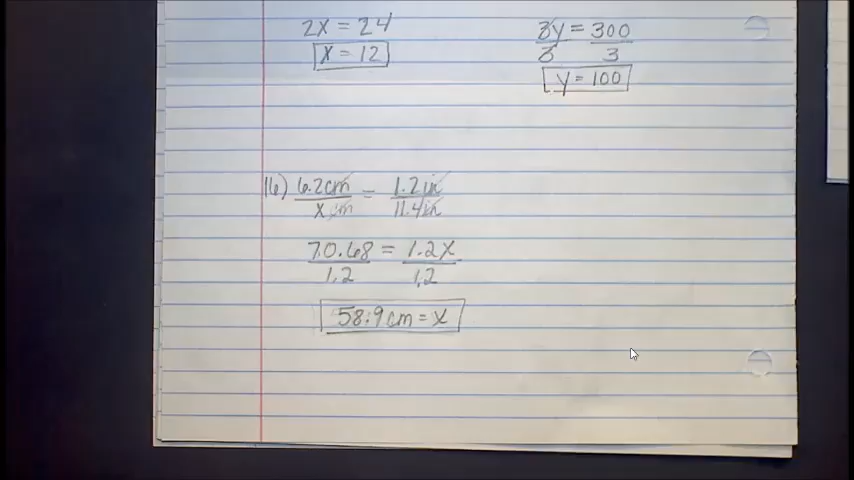 2x = 24
x = 12
3y = 300
3 3
y = 100
16) 6.2cm = 1.2in
x cm 11.4in
70.68 = 1.2x
1.2 1.2
58.9cm = x